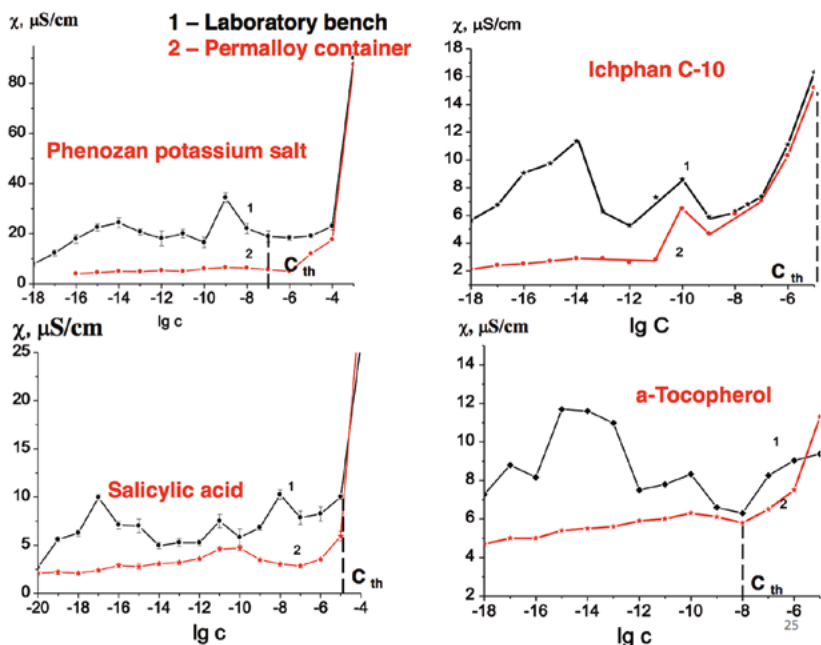 χ, μS/cm
1 – Laboratory bench
2 – Permalloy container
80
60
40
20
0
Phenozan potassium salt
1
2
C th
-18 -16 -14 -12 -10 -8 -6 -4
lg c
χ, μS/cm
18
16
14
12
10
8
6
4
2
Ichphan C-10
1
2
C th
-18 -16 -14 -12 -10 -8 -6
lg C
χ, μS/cm
25
20
15
10
5
0
Salicylic acid
1
2
C th
-20 -18 -16 -14 -12 -10 -8 -6 -4
lg c
χ, μS/cm
12
10
8
6
4
2
a-Tocopherol
1
2
C th
-18 -16 -14 -12 -10 -8 -6
lg c
25